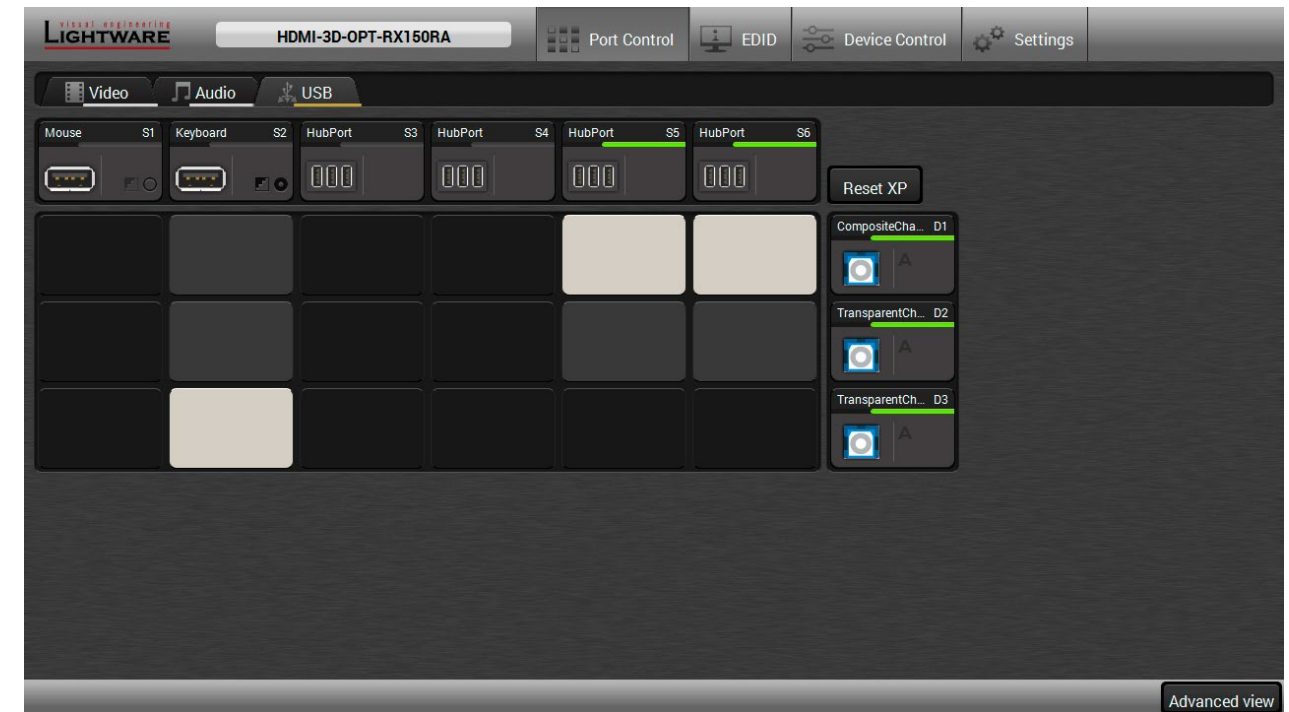 visual engineering
LIGHTWARE
HDMI-3D-OPT-RX150RA
Port Control
EDID
Device Control
Settings
Video
Audio
USB
Mouse S1
Keyboard S2
HubPort S3
HubPort S4
HubPort S5
HubPort S6
Reset XP
CompositeCha... D1
A
TransparentCh... D2
A
TransparentCh... D3
A
Advanced view